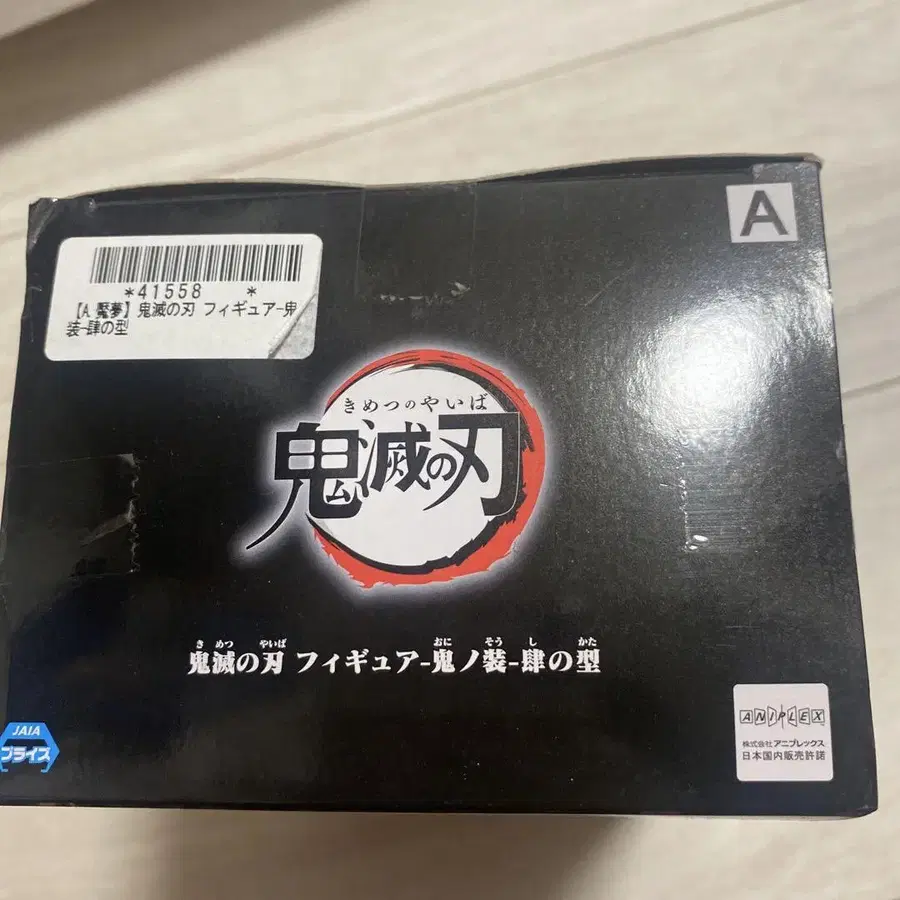 A
*41558 *
【A 魘夢】鬼滅の刃 フィギュア-鬼
装-肆の型
きめつのやいば
鬼滅の刃
き めつ やいば おに そう し かた
鬼滅の刃 フィギュア-鬼ノ装-肆の型
JAIA
プライズ
ANIPLEX
株式会社アニプレックス
日本国内販売許諾